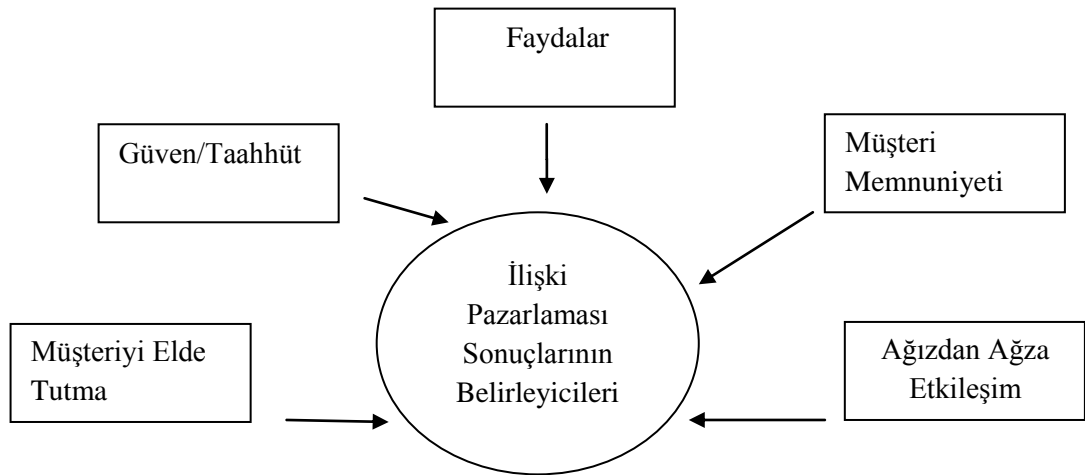 Faydalar
Güven/Taahhüt
Müşteri
Memnuniyeti
İlişki
Pazarlaması
Sonuçlarının
Belirleyicileri
Müşteriyi Elde
Tutma
Ağızdan Ağza
Etkileşim